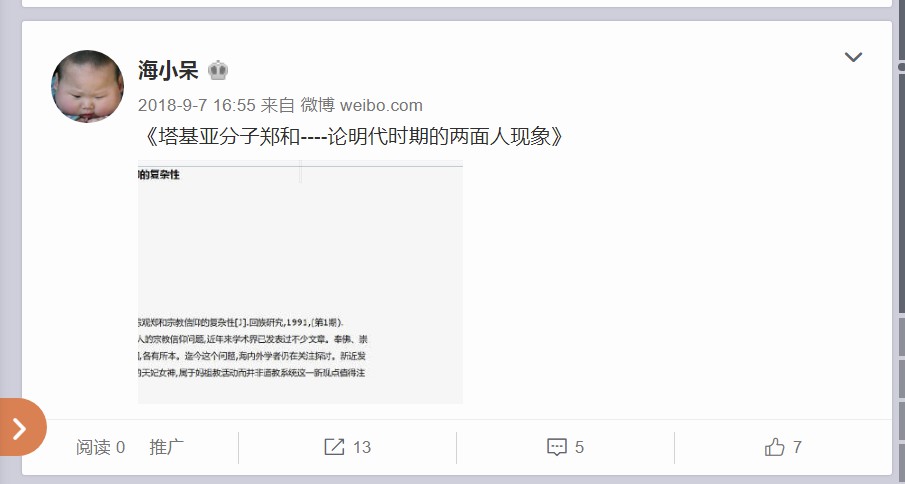 海小呆
2018-9-7 16:55 来自 微博 weibo.com
《塔基亚分子郑和----论明代时期的两面人现象》
的复杂性
观郑和宗教信仰的复杂性[J].回族研究,1991,(第1期).
人的宗教信仰问题,近年来学术界已发表过不少文章。奉佛、崇
,各有所本。迄今这个问题,海内外学者仍在关注探讨。新近发
的天妃女神,属于妈祖教活动而并非道教系统这一新观点值得注
阅读 0 推广 13 5 7